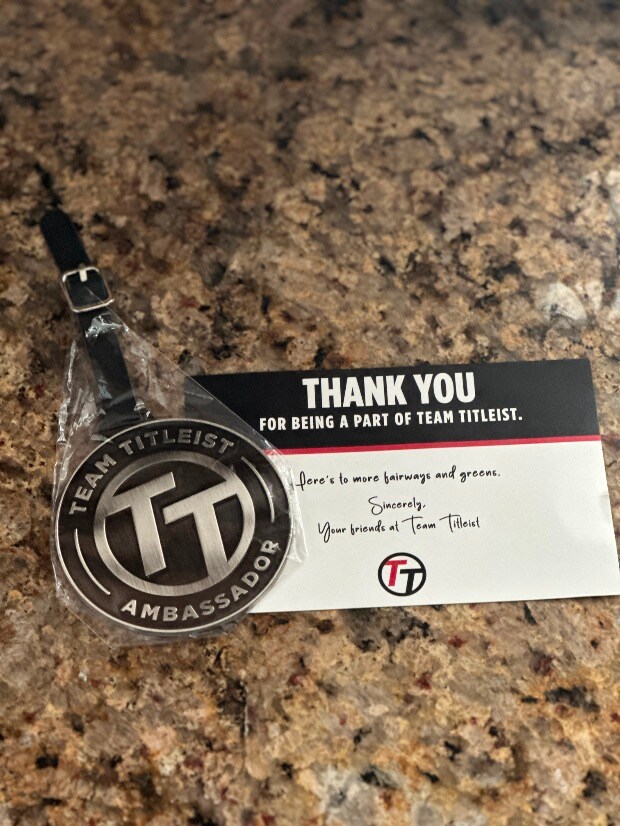 TEAM TITLEIST
TT
AMBASSADOR
THANK YOU
FOR BEING A PART OF TEAM TITLEIST.
Here's to more fairways and greens.
Sincerely,
Your friends at Team Titleist
TT